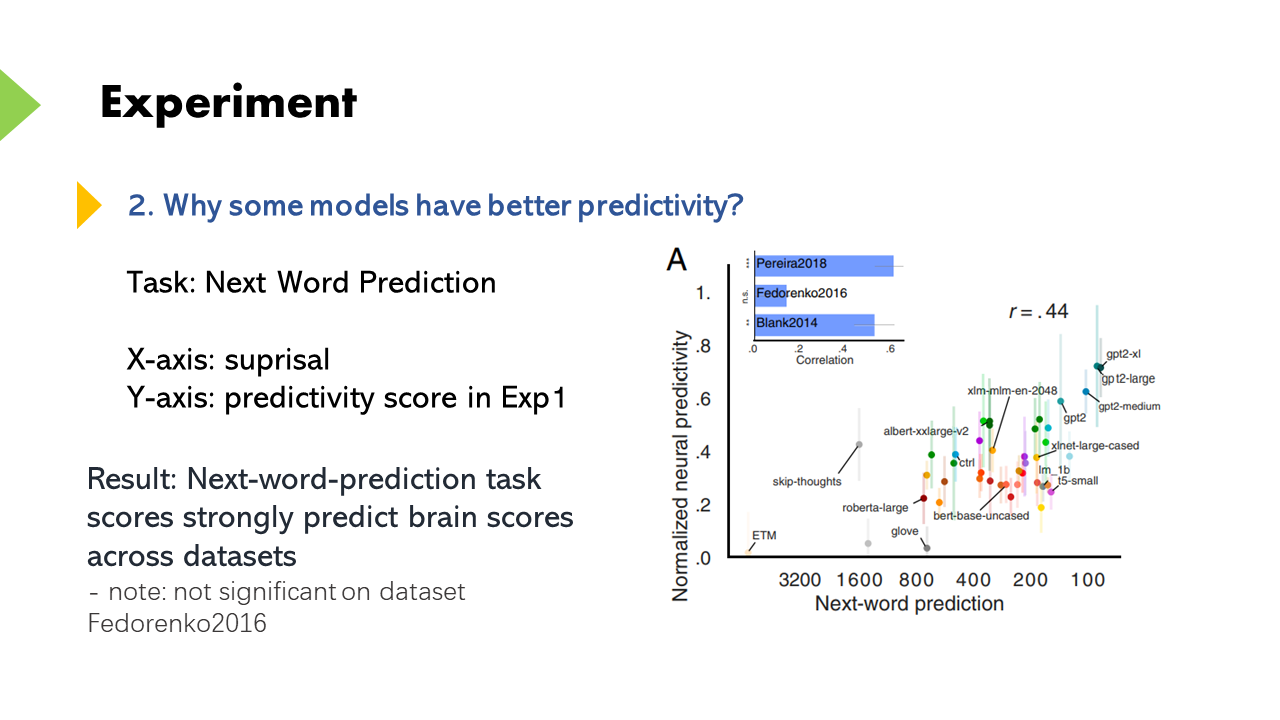 Experiment
2. Why some models have better predictivity?
Task: Next Word Prediction
X-axis: suprisal
Y-axis: predictivity score in Exp1
Result: Next-word-prediction task
scores strongly predict brain scores
across datasets
- note: not significant on dataset
Fedorenko2016
A
Normalized neural predictivity
1.
.8
.6
.4
.2
.0
*** Pereira2018
n.s. Fedorenko2016
** Blank2014
.0 .2 .4 .6
Correlation
r = .44
gpt2-xl
gpt2-large
gpt2-medium
gpt2
xlm-mlm-en-2048
albert-xxlarge-v2
xlnet-large-cased
ctrl
lm_1b
t5-small
skip-thoughts
roberta-large
bert-base-uncased
glove
ETM
3200 1600 800 400 200 100
Next-word prediction